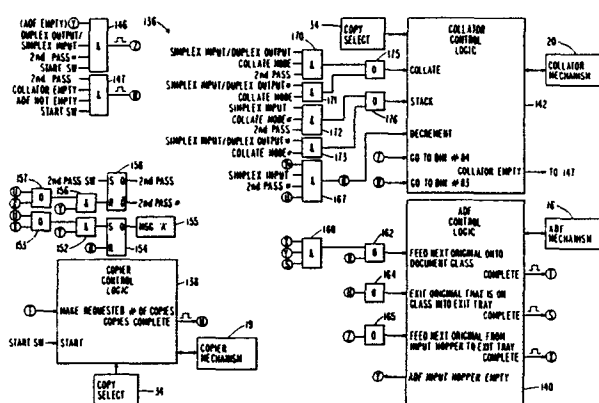 (ADF EMPTY)
DUPLEX OUTPUT/
SIMPLEX INPUT
2nd PASS*
START SW
&
146
136
2nd PASS
COLLATOR EMPTY
ADF NOT EMPTY
START SW
&
147
34
COPY SELECT
SIMPLEX INPUT/DUPLEX OUTPUT
COLLATE MODE
2nd PASS
&
170
SIMPLEX INPUT/DUPLEX OUTPUT*
COLLATE MODE
&
171
SIMPLEX INPUT
COLLATE MODE*
2nd PASS
&
172
SIMPLEX INPUT/DUPLEX OUTPUT*
COLLATE MODE*
&
173
SIMPLEX INPUT
2nd PASS*
&
167
0
175
0
176
COLLATOR
CONTROL
LOGIC
COLLATE
STACK
DECREMENT
GO TO BIN # 04
COLLATOR EMPTY
TO 147
GO TO BIN # 03
142
20
COLLATOR
MECHANISM
157
0
156
&
2nd PASS SW
S Q
2nd PASS
2nd PASS*
158
153
0
152
&
S Q
R
154
MSG 'A'
155
COPIER
CONTROL
LOGIC
138
MAKE REQUESTED # OF COPIES
COPIES COMPLETE
START SW
START
19
COPIER
MECHANISM
COPY
SELECT
34
160
&
162
164
165
ADF
CONTROL
LOGIC
FEED NEXT ORIGINAL ONTO
DOCUMENT GLASS
COMPLETE
EXIT ORIGINAL THAT IS ON
GLASS INTO EXIT TRAY
COMPLETE
FEED NEXT ORIGINAL FROM
INPUT HOPPER TO EXIT TRAY
COMPLETE
ADF INPUT HOPPER EMPTY
140
16
ADF
MECHANISM